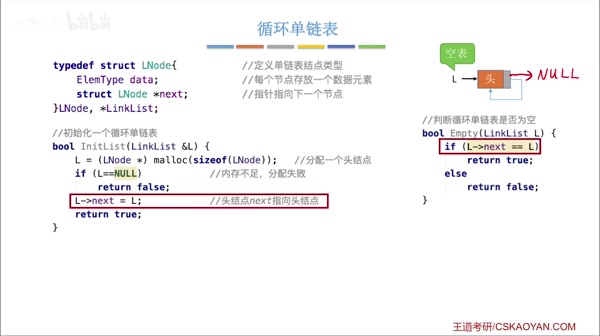 bilibili
循环单链表
typedef struct LNode{ //定义单链表结点类型
ElemType data; //每个节点存放一个数据元素
struct LNode *next; //指针指向下一个节点
}LNode, *LinkList;
//初始化一个循环单链表
bool InitList(LinkList &L) {
L = (LNode *) malloc(sizeof(LNode)); //分配一个头结点
if (L==NULL) //内存不足，分配失败
return false;
L->next = L; //头结点next指向头结点
return true;
}
空表
L 头 NULL
//判断循环单链表是否为空
bool Empty(LinkList L) {
if (L->next == L)
return true;
else
return false;
}
王道考研/CSKAOYAN.COM